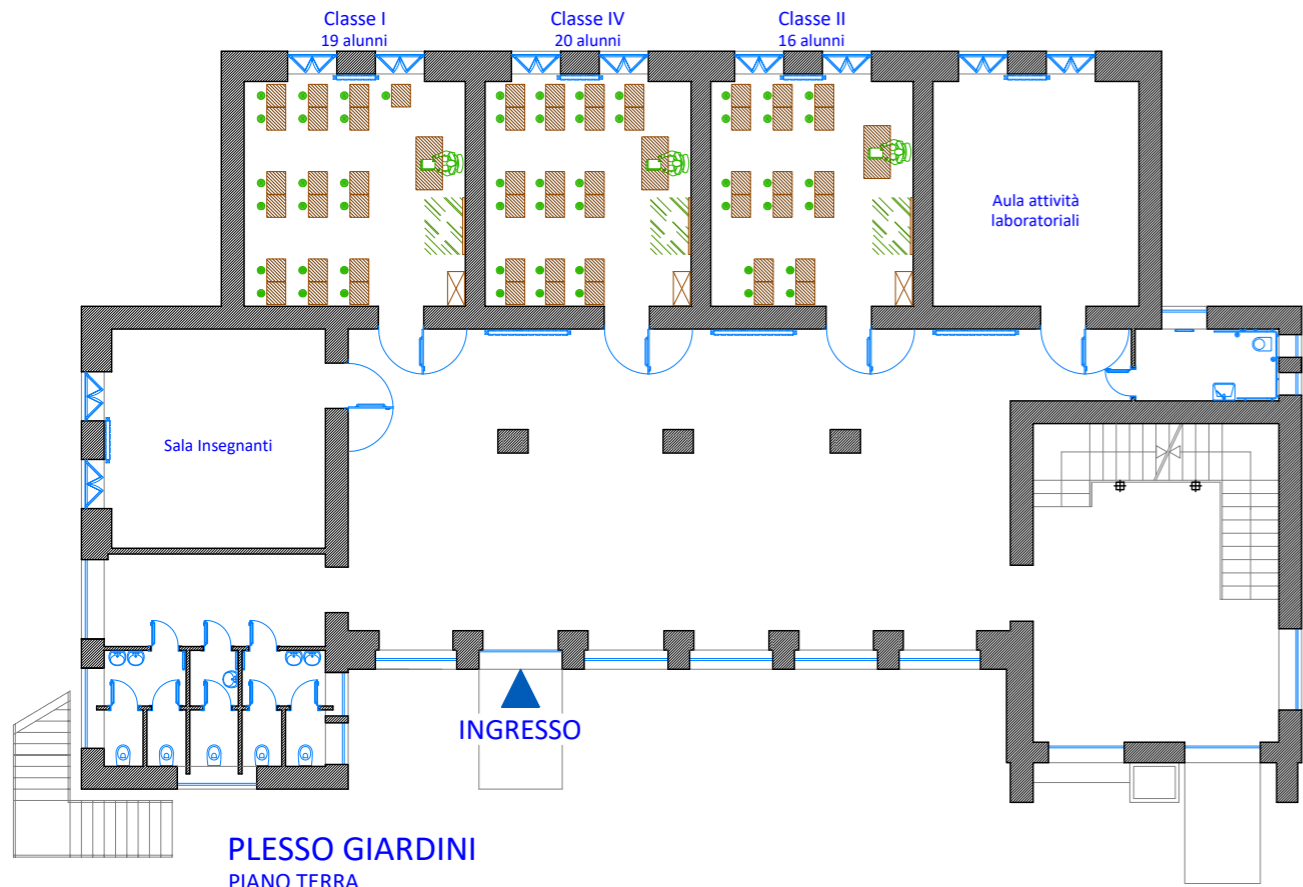 Classe I
19 alunni
Classe IV
20 alunni
Classe II
16 alunni
Aula attività
laboratoriali
Sala Insegnanti
INGRESSO
PLESSO GIARDINI
PIANO TERRA